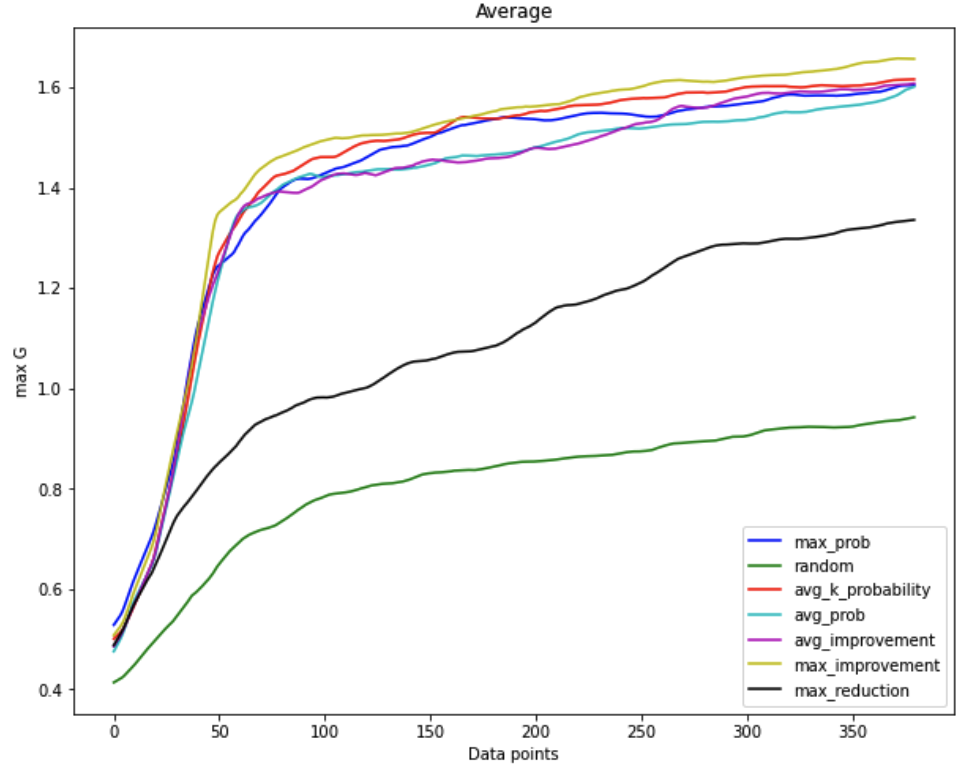 Average
max G
1.6
1.4
1.2
1.0
0.8
0.6
0.4
0 50 100 150 200 250 300 350
Data points
max_prob
random
avg_k_probability
avg_prob
avg_improvement
max_improvement
max_reduction